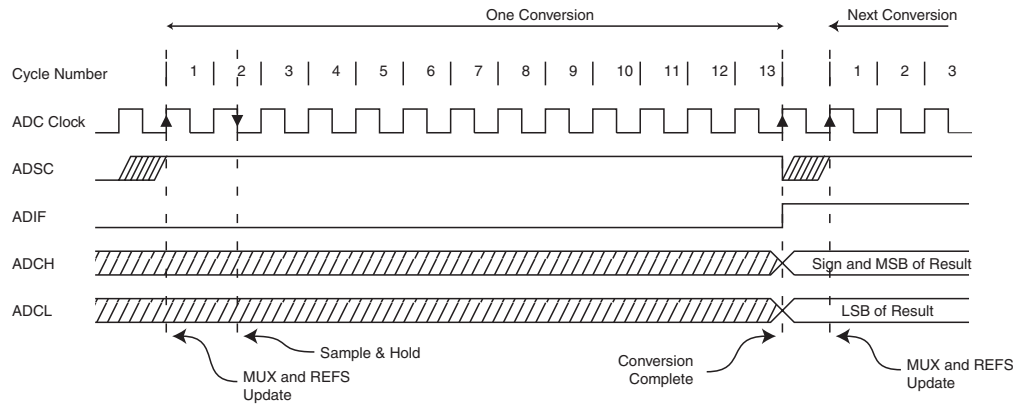 One Conversion
Next Conversion
Cycle Number 1 2 3 4 5 6 7 8 9 10 11 12 13 1 2 3
ADC Clock
ADSC
ADIF
ADCH
Sign and MSB of Result
ADCL
LSB of Result
MUX and REFS
Update
Sample & Hold
Conversion
Complete
MUX and REFS
Update